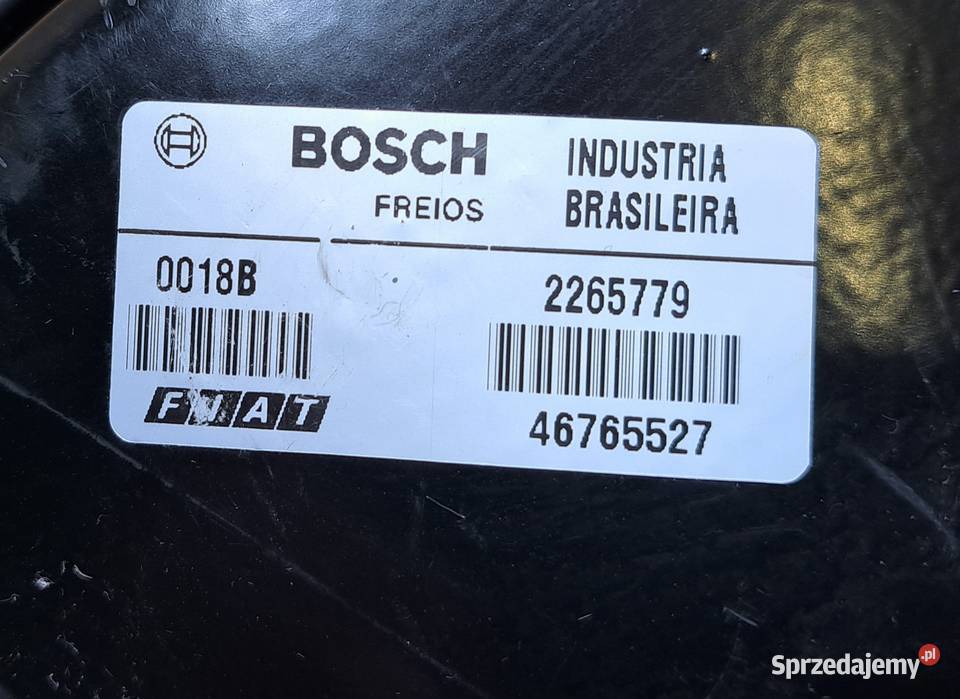 BOSCH
FREIOS
INDUSTRIA
BRASILEIRA
0018B
2265779
FIAT
46765527
Sprzedajemy.pl